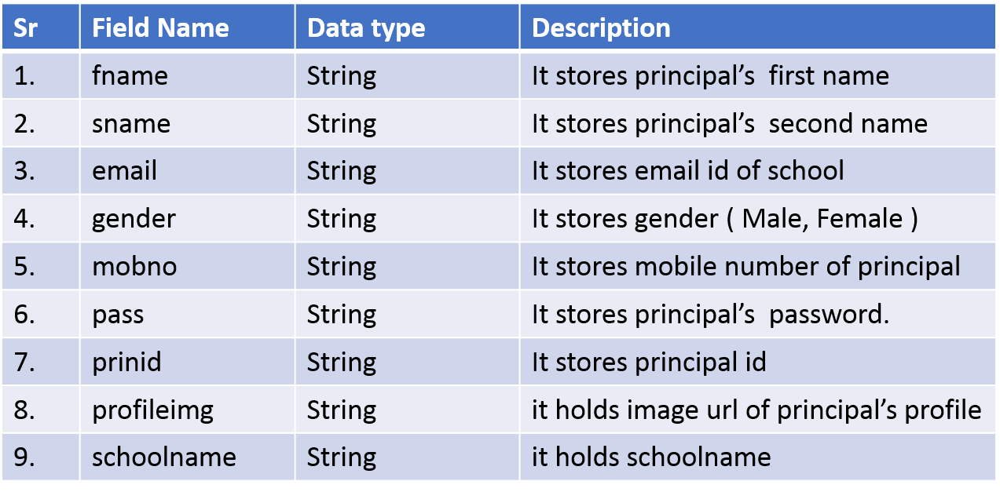 Sr Field Name Data type Description
1. fname String It stores principal’s  first name
2. sname String It stores principal’s  second name
3. email String It stores email id of school
4. gender String It stores gender ( Male, Female )
5. mobno String It stores mobile number of principal
6. pass String It stores principal’s  password.
7. prinid String It stores principal id
8. profileimg String it holds image url of principal’s profile
9. schoolname String it holds schoolname